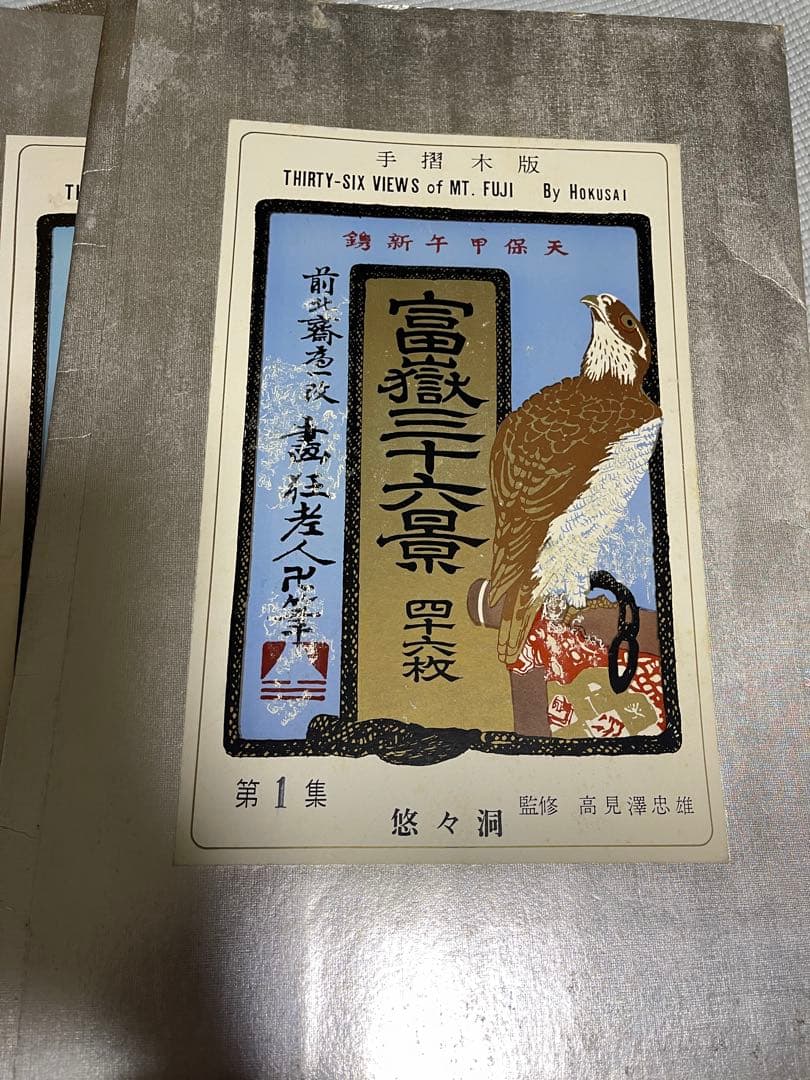 手摺木版
THIRTY-SIX VIEWS of MT. FUJI By HOKUSAI
天保甲午新鐫
前北斎為一改
畫狂老人卍筆
富嶽三十六景
四十六枚
第1集
悠々洞
監修 高見澤忠雄
TH